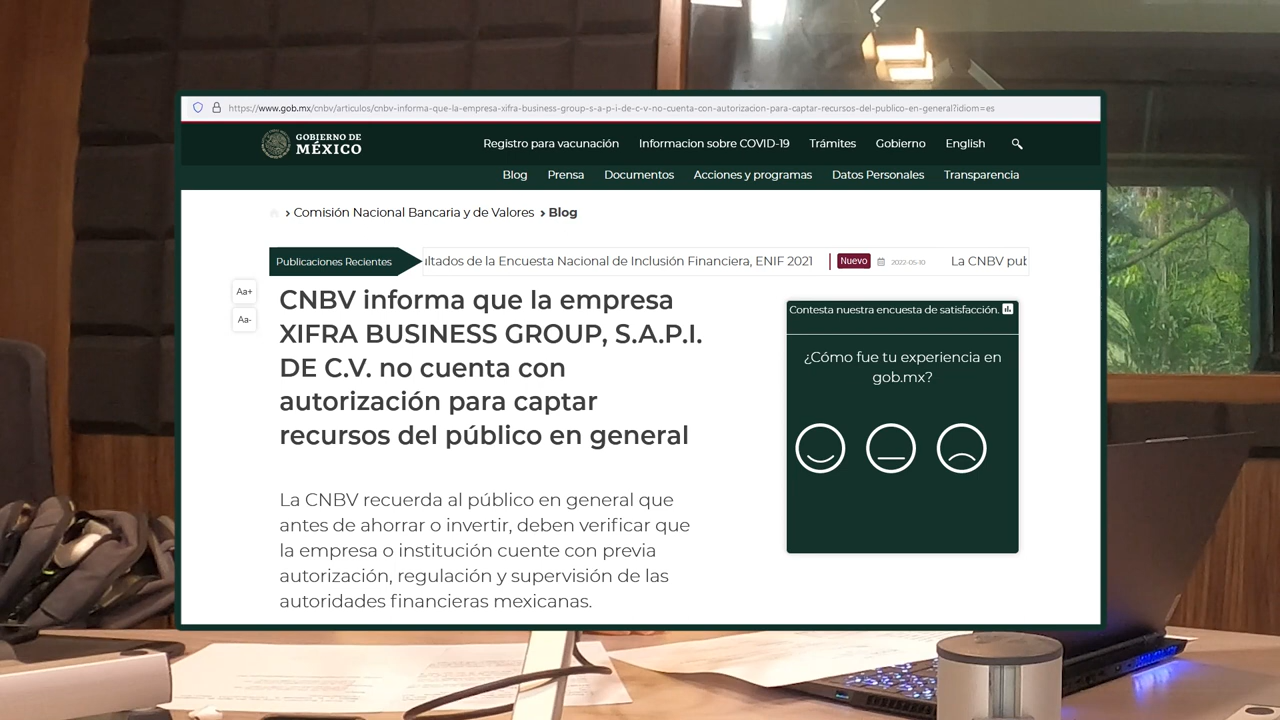 https://www.gob.mx/cnbv/articulos/cnbv-informa-que-la-empresa-xifra-business-group-s-a-p-i-de-c-v-no-cuenta-con-autorizacion-para-captar-recursos-del-publico-en-general?idiom=es
GOBIERNO DE
MÉXICO
Registro para vacunación Informacion sobre COVID-19 Trámites Gobierno English
Blog Prensa Documentos Acciones y programas Datos Personales Transparencia
> Comisión Nacional Bancaria y de Valores > Blog
Publicaciones Recientes
ultados de la Encuesta Nacional de Inclusión Financiera, ENIF 2021 Nuevo 2022-05-10 La CNBV pub
Aa+
Aa-
CNBV informa que la empresa
XIFRA BUSINESS GROUP, S.A.P.I.
DE C.V. no cuenta con
autorización para captar
recursos del público en general
La CNBV recuerda al público en general que
antes de ahorrar o invertir, deben verificar que
la empresa o institución cuente con previa
autorización, regulación y supervisión de las
autoridades financieras mexicanas.
Contesta nuestra encuesta de satisfacción.
¿Cómo fue tu experiencia en
gob.mx?